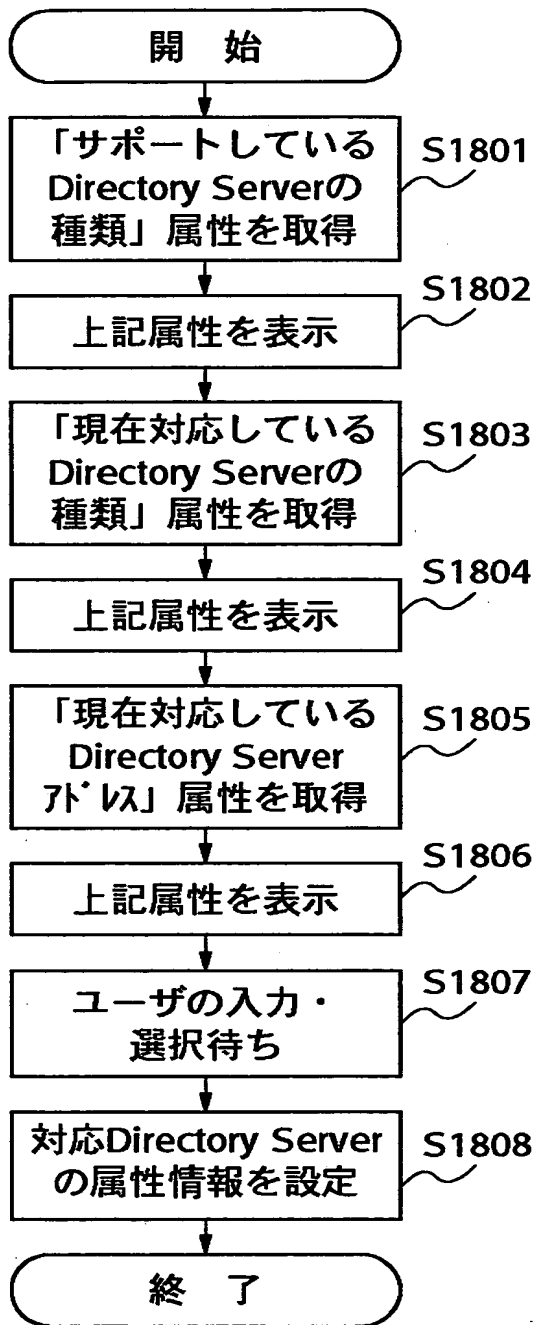 開 始
「サポートしている
Directory Serverの
種類」属性を取得
S1801
上記属性を表示
S1802
「現在対応している
Directory Serverの
種類」属性を取得
S1803
上記属性を表示
S1804
「現在対応している
Directory Server
ｱﾄﾞﾚｽ」属性を取得
S1805
上記属性を表示
S1806
ユーザの入力・
選択待ち
S1807
対応Directory Server
の属性情報を設定
S1808
終 了